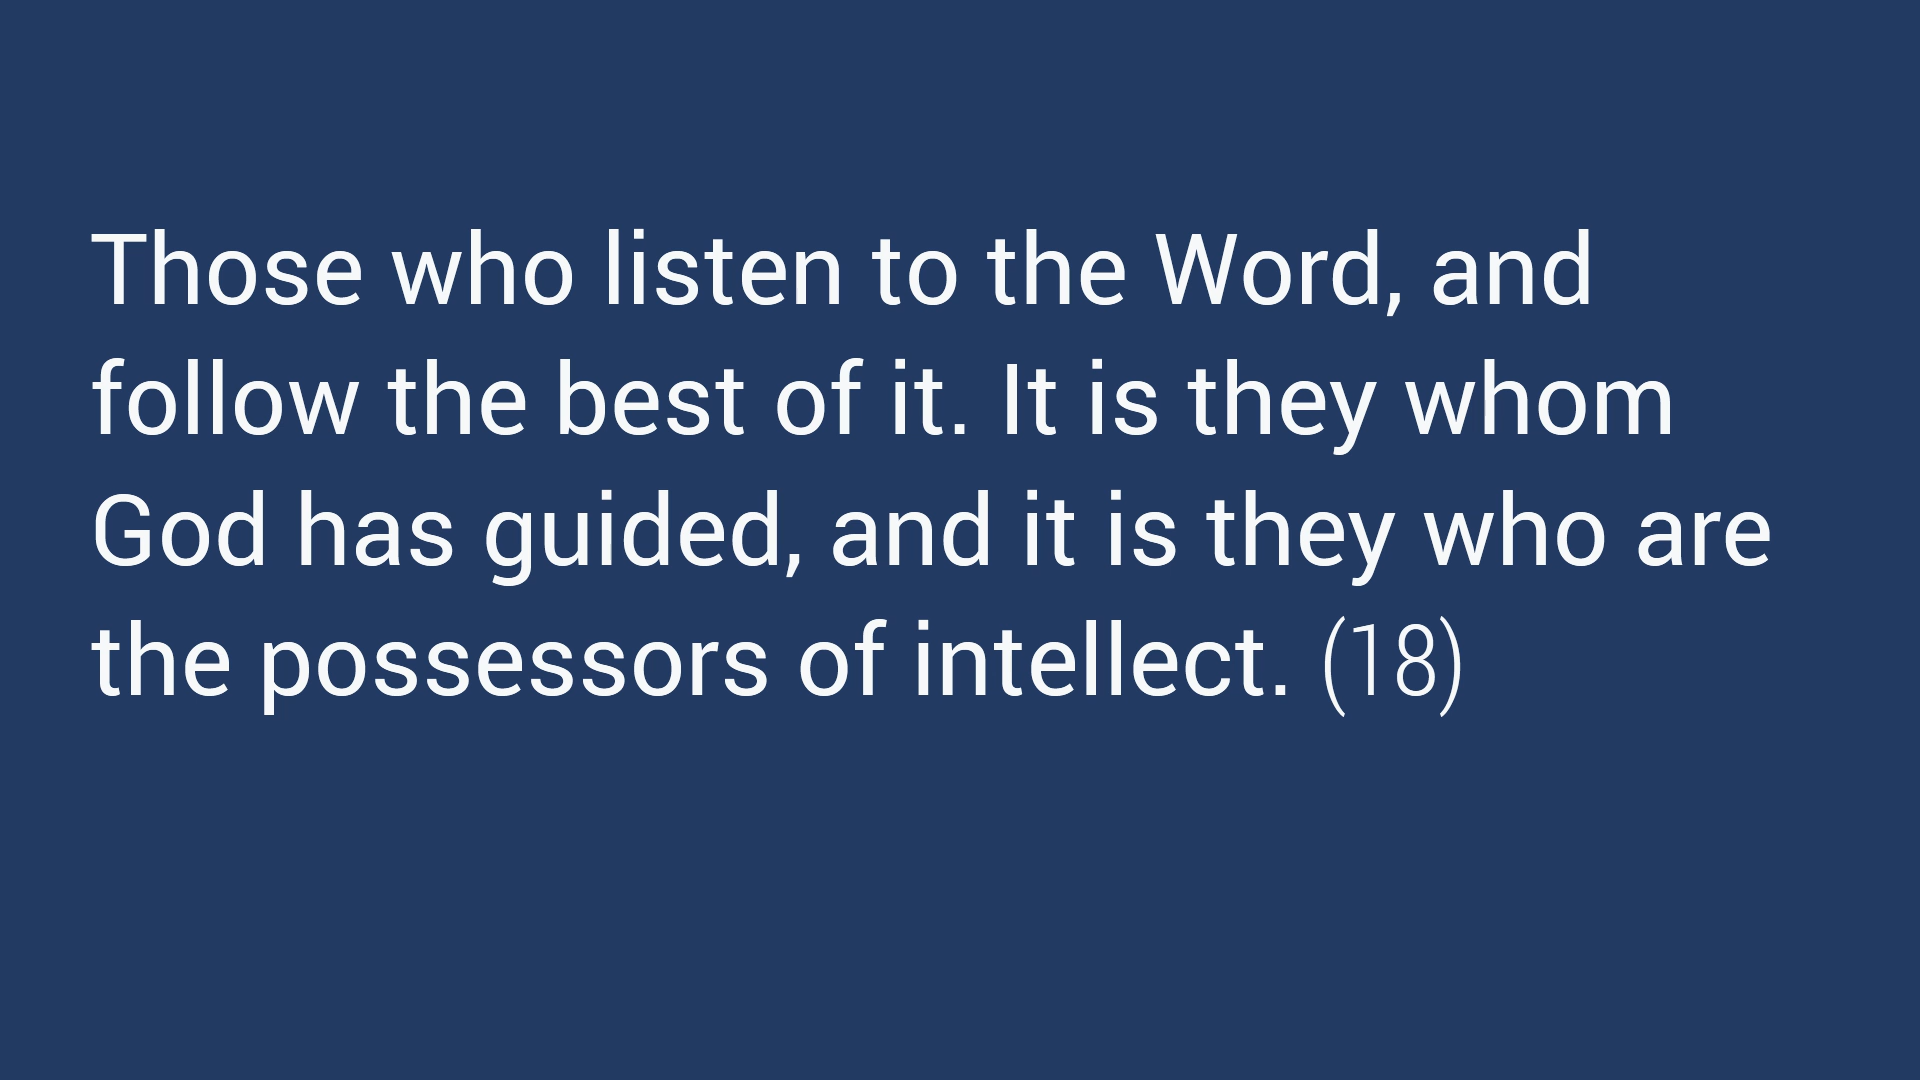 Those who listen to the Word, and
follow the best of it. It is they whom
God has guided, and it is they who are
the possessors of intellect. (18)